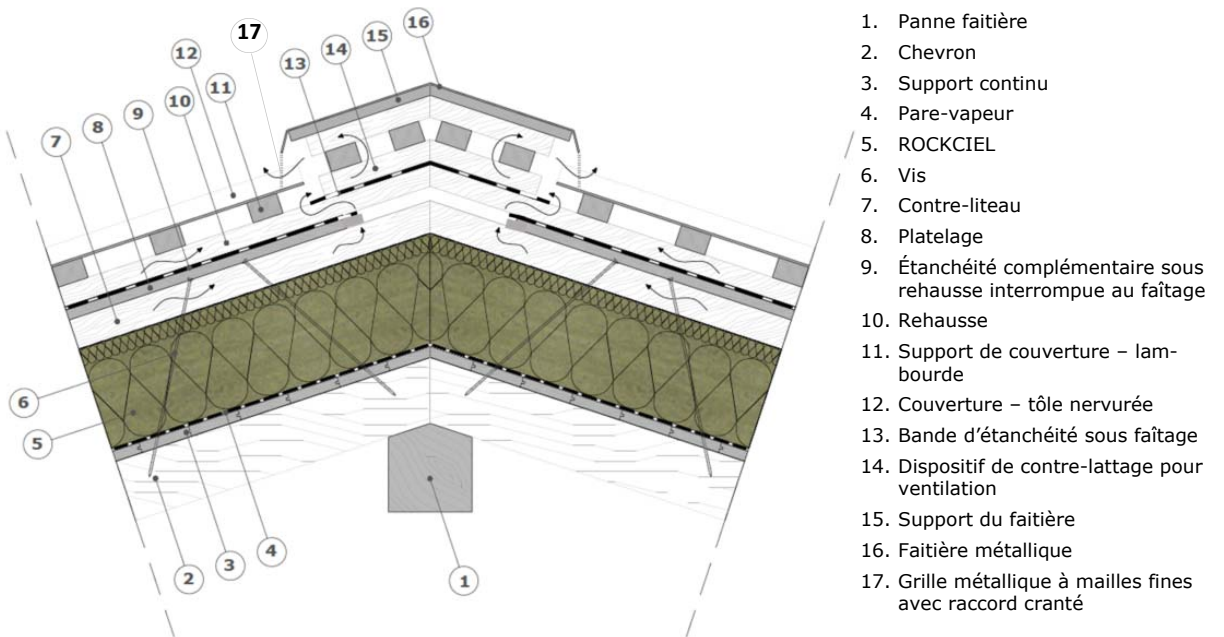 17
16
15
14
13
12
11
10
9
8
7
6
5
4
3
2
1
1. Panne faitière
2. Chevron
3. Support continu
4. Pare-vapeur
5. ROCKCIEL
6. Vis
7. Contre-liteau
8. Platelage
9. Étanchéité complémentaire sous
rehausse interrompue au faîtage
10. Rehausse
11. Support de couverture – lam-
bourde
12. Couverture – tôle nervurée
13. Bande d’étanchéité sous faîtage
14. Dispositif de contre-lattage pour
ventilation
15. Support du faitière
16. Faitière métallique
17. Grille métallique à mailles fines
avec raccord cranté